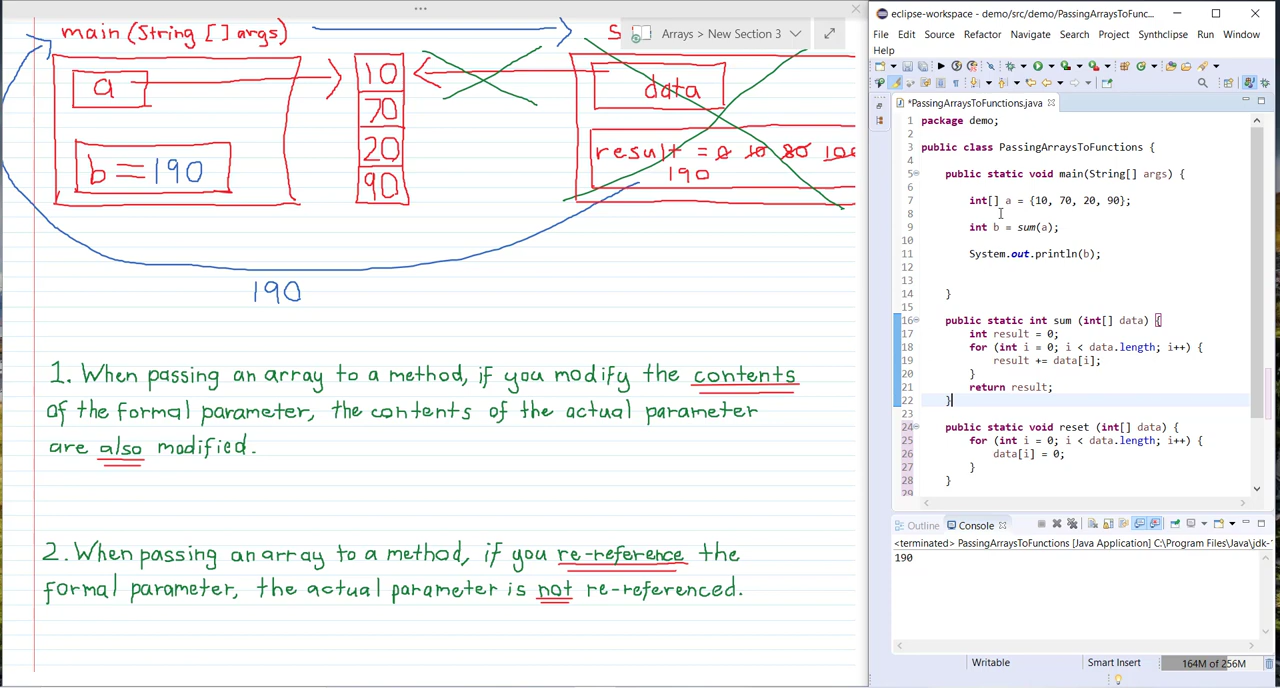 main (String [] args)
S
Arrays > New Section 3
a
10
70
20
90
data
b = 190
result = 0 10 80 100
190
190
1. When passing an array to a method, if you modify the contents
of the formal parameter, the contents of the actual parameter
are also modified.
2. When passing an array to a method, if you re-reference the
formal parameter, the actual parameter is not re-referenced.
eclipse-workspace - demo/src/demo/PassingArraysToFunc...
File Edit Source Refactor Navigate Search Project Synthclipse Run Window
Help
*PassingArraysToFunctions.java
1 package demo;
2
3 public class PassingArraysToFunctions {
4
5 public static void main(String[] args) {
6
7 int[] a = {10, 70, 20, 90};
8
9 int b = sum(a);
10
11 System.out.println(b);
12
13
14 }
15
16 public static int sum (int[] data) {
17 int result = 0;
18 for (int i = 0; i < data.length; i++) {
19 result += data[i];
20 }
21 return result;
22 }
23
24 public static void reset (int[] data) {
25 for (int i = 0; i < data.length; i++) {
26 data[i] = 0;
27 }
28 }
29
Outline Console
<terminated> PassingArraysToFunctions [Java Application] C:\Program Files\Java\jdk-
190
Writable Smart Insert 164M of 256M